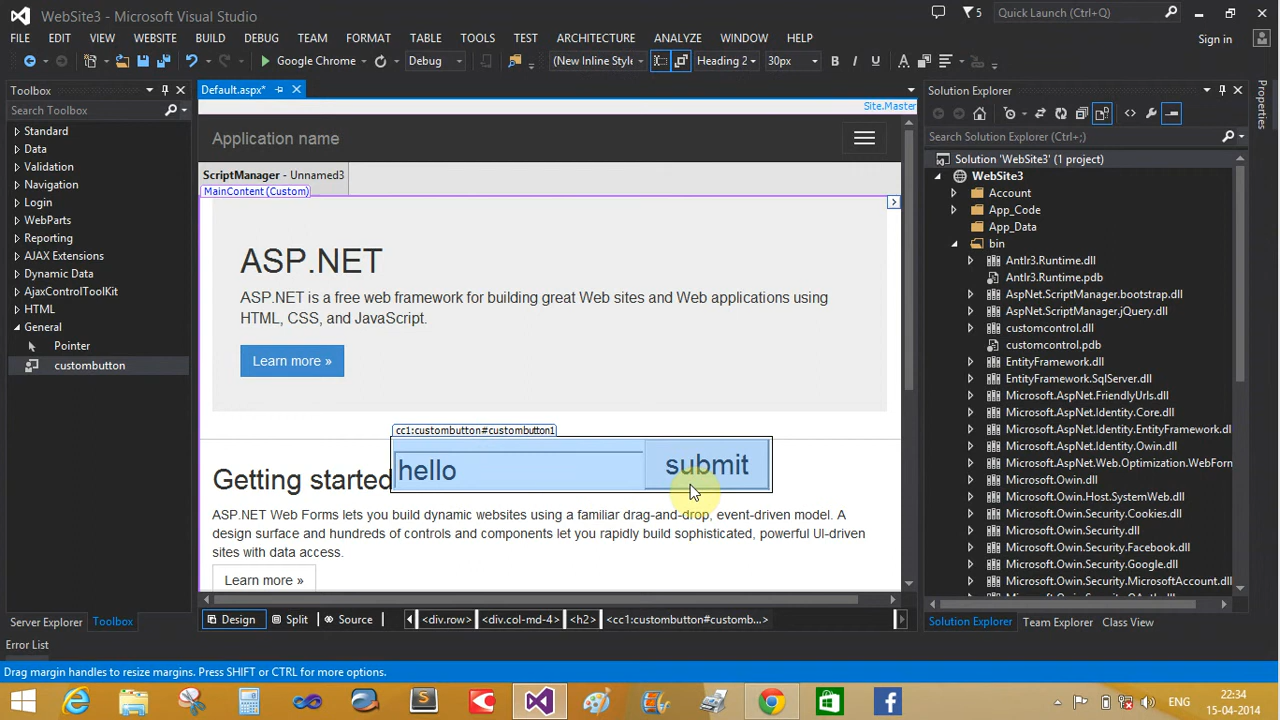 WebSite3 - Microsoft Visual Studio
5
Quick Launch (Ctrl+Q)
FILE EDIT VIEW WEBSITE BUILD DEBUG TEAM FORMAT TABLE TOOLS TEST ARCHITECTURE ANALYZE WINDOW HELP
Sign in
Google Chrome
Debug
(New Inline Style
Heading 2
30px
B I U A
Toolbox
Search Toolbox
Standard
Data
Validation
Navigation
Login
WebParts
Reporting
AJAX Extensions
Dynamic Data
AjaxControlToolKit
HTML
General
Pointer
custombutton
Server Explorer
Toolbox
Default.aspx*
Site.Master
Application name
ScriptManager - Unnamed3
MainContent (Custom)
ASP.NET
ASP.NET is a free web framework for building great Web sites and Web applications using
HTML, CSS, and JavaScript.
Learn more »
cc1:custombutton#custombutton1
Getting started
hello
submit
ASP.NET Web Forms lets you build dynamic websites using a familiar drag-and-drop, event-driven model. A
design surface and hundreds of controls and components let you rapidly build sophisticated, powerful UI-driven
sites with data access.
Learn more »
Design
Split
Source
<div.row>
<div.col-md-4>
<h2>
<cc1:custombutton#customb...>
Solution Explorer
Search Solution Explorer (Ctrl+;)
Solution 'WebSite3' (1 project)
WebSite3
Account
App_Code
App_Data
bin
Antlr3.Runtime.dll
Antlr3.Runtime.pdb
AspNet.ScriptManager.bootstrap.dll
AspNet.ScriptManager.jQuery.dll
customcontrol.dll
customcontrol.pdb
EntityFramework.dll
EntityFramework.SqlServer.dll
Microsoft.AspNet.FriendlyUrls.dll
Microsoft.AspNet.Identity.Core.dll
Microsoft.AspNet.Identity.EntityFramework.d
Microsoft.AspNet.Identity.Owin.dll
Microsoft.AspNet.Web.Optimization.WebForm
Microsoft.Owin.dll
Microsoft.Owin.Host.SystemWeb.dll
Microsoft.Owin.Security.Cookies.dll
Microsoft.Owin.Security.dll
Microsoft.Owin.Security.Facebook.dll
Microsoft.Owin.Security.Google.dll
Microsoft.Owin.Security.MicrosoftAccount.dll
Solution Explorer
Team Explorer
Class View
Properties
Error List
Drag margin handles to resize margins. Press SHIFT or CTRL for more options.
ENG
22:34
15-04-2014